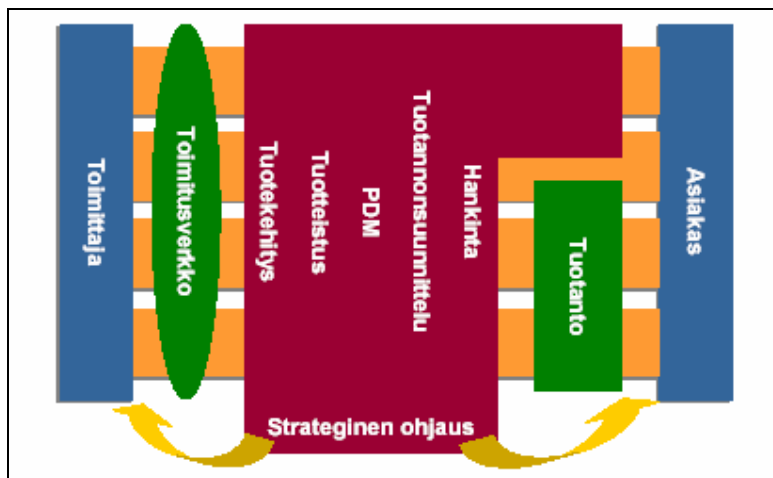 Toimittaja
Toimitusverkko
Tuotekehitys
Tuotteistus
PDM
Tuotannonsuunnittelu
Hankinta
Tuotanto
Asiakas
Strateginen ohjaus